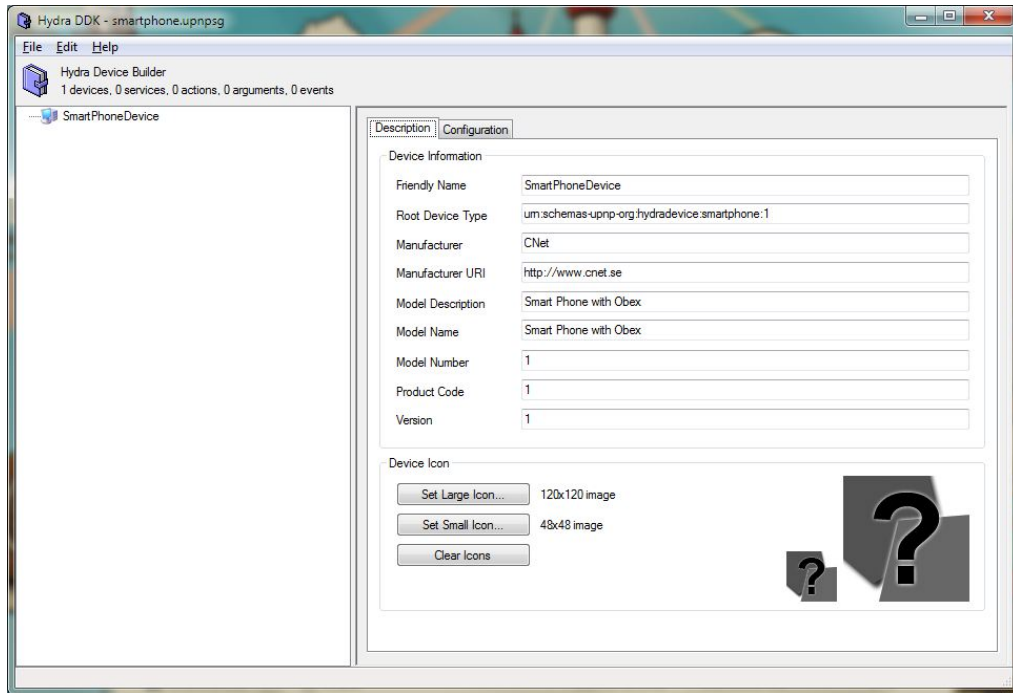 Hydra DDK - smartphone.upnpsg
File Edit Help
Hydra Device Builder
1 devices, 0 services, 0 actions, 0 arguments, 0 events
SmartPhoneDevice
Description Configuration
Device Information
Friendly Name SmartPhoneDevice
Root Device Type urn:schemas-upnp-org:hydradevice:smartphone:1
Manufacturer CNet
Manufacturer URI http://www.cnet.se
Model Description Smart Phone with Obex
Model Name Smart Phone with Obex
Model Number 1
Product Code 1
Version 1
Device Icon
Set Large Icon... 120x120 image
Set Small Icon... 48x48 image
Clear Icons
? ?